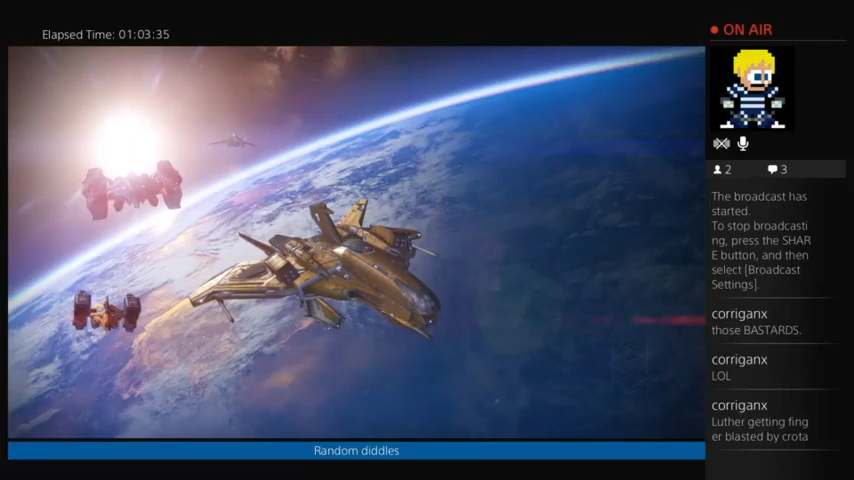 Elapsed Time: 01:03:35
ON AIR
2
3
The broadcast has
started.
To stop broadcasti
ng, press the SHAR
E button, and then
select [Broadcast
Settings].
corriganx
those BASTARDS.
corriganx
LOL
corriganx
Luther getting fing
er blasted by crota
Random diddles